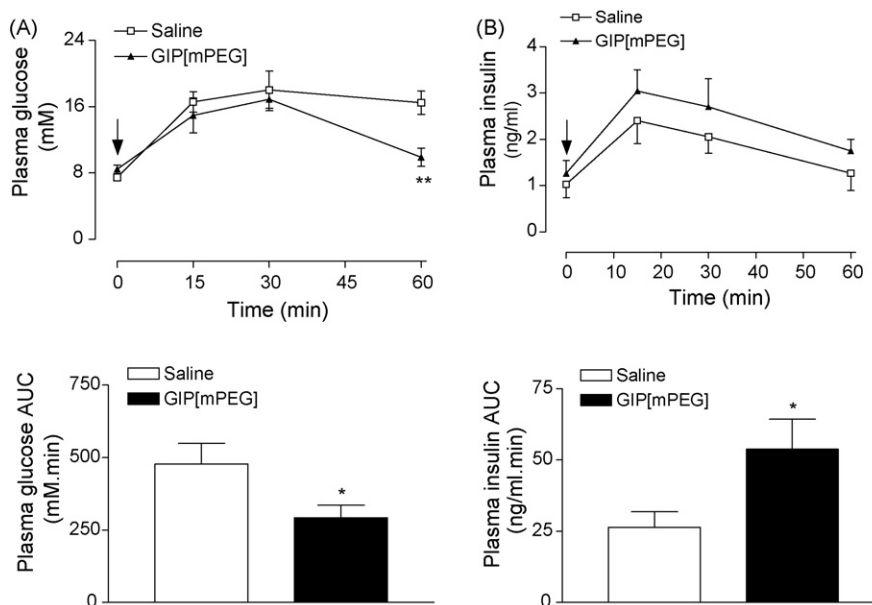 (A)
Saline
GIP[mPEG]
Plasma glucose
(mM)
24
16
8
0
**
0 15 30 45 60
Time (min)
(B)
Saline
GIP[mPEG]
Plasma insulin
(ng/ml)
4
3
2
1
0
0 10 20 30 40 50 60
Time (min)
Saline
GIP[mPEG]
Plasma glucose AUC
(mM.min)
750
500
250
0
*
Saline
GIP[mPEG]
Plasma insulin AUC
(ng/ml.min)
75
50
25
0
*